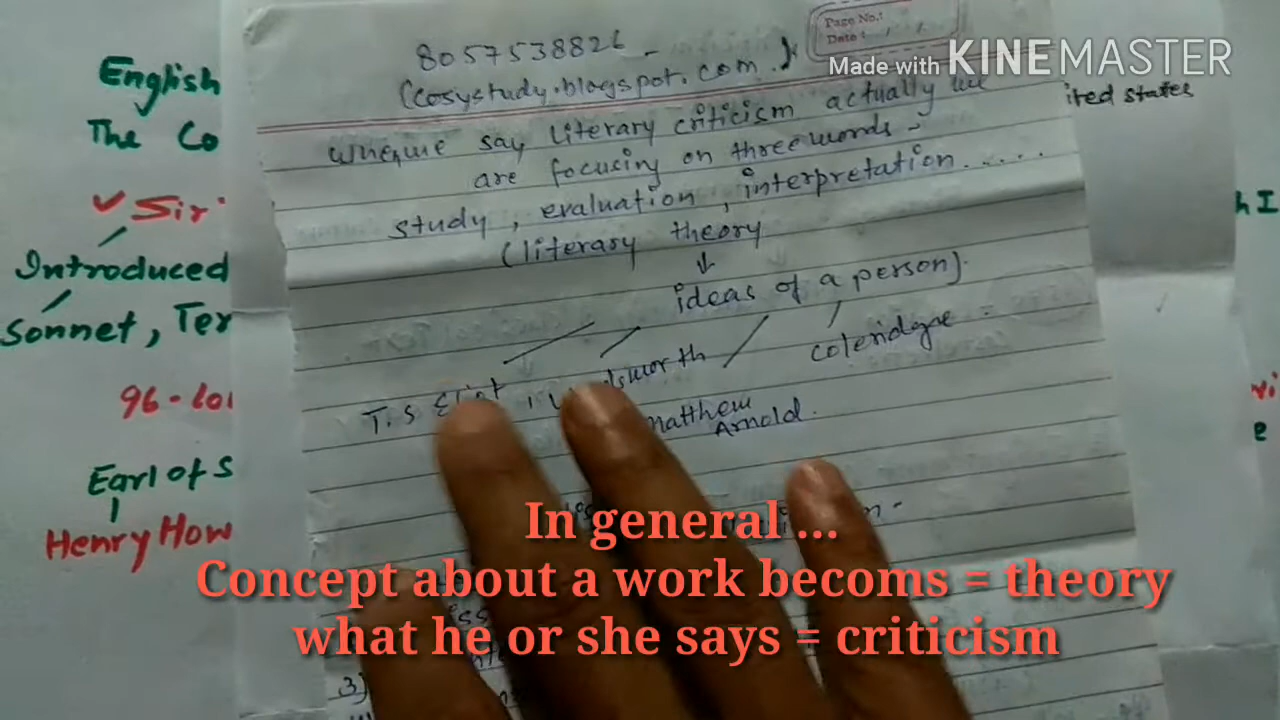 Page No.:
Date :
Made with KINEMASTER
8057538826 -
(cosystudy.blogspot.com)
when we say literary criticism actually we
are focusing on three words -
study, evaluation, interpretation.....
(literary theory
↓
ideas of a person).
T.S Eliot,
Coleridge
Matthew
Arnold.
English
The Co
✓ Sir
Introduced
Sonnet, Ter
96-
Earl of S
Henry How
ited states
In general ...
Concept about a work becoms = theory
what he or she says = criticism
3)